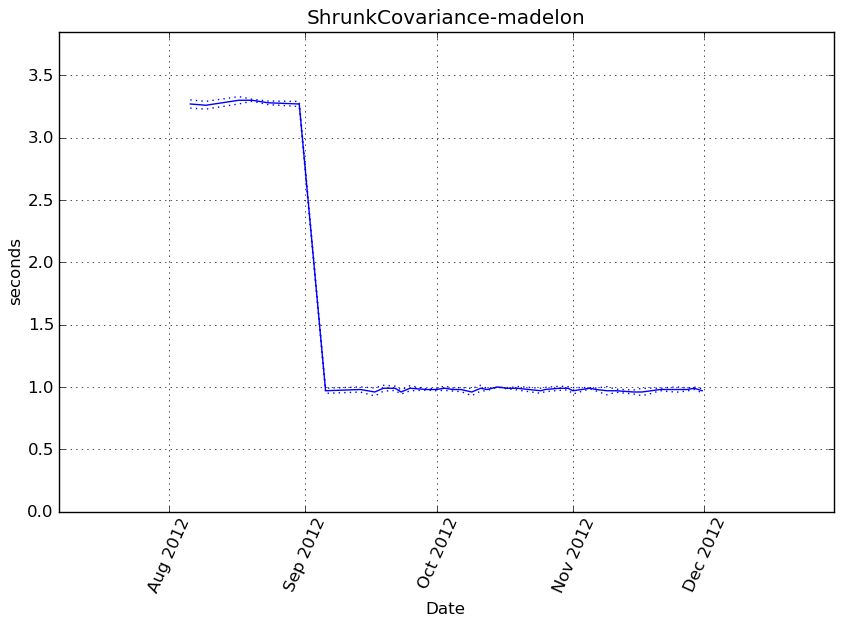 ShrunkCovariance-madelon
3.5
3.0
2.5
2.0
1.5
1.0
0.5
0.0
seconds
Aug 2012
Sep 2012
Oct 2012
Nov 2012
Dec 2012
Date